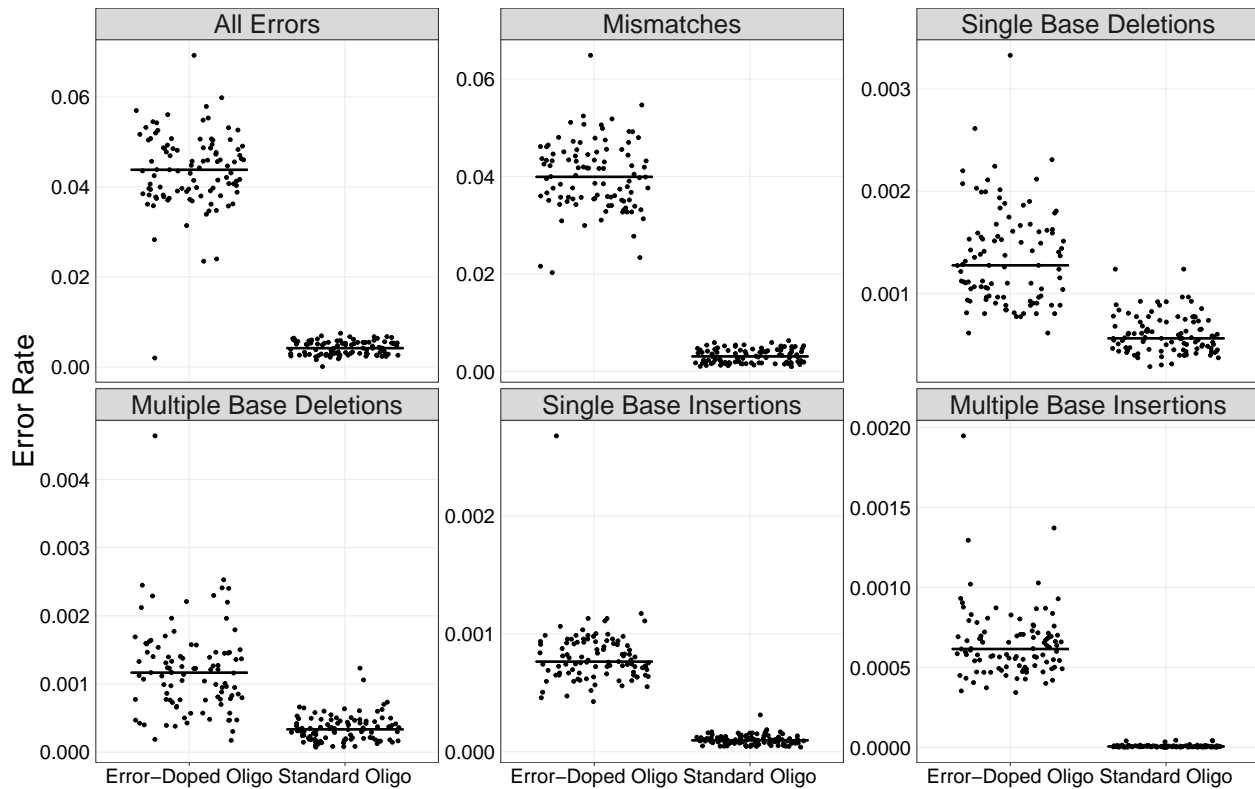 All Errors
Mismatches
Single Base Deletions
0.06
0.04
0.02
0.00
0.06
0.04
0.02
0.00
0.003
0.002
0.001
Error Rate
Multiple Base Deletions
Single Base Insertions
Multiple Base Insertions
0.004
0.003
0.002
0.001
0.000
0.002
0.001
0.000
0.0020
0.0015
0.0010
0.0005
0.0000
Error−Doped Oligo Standard Oligo
Error−Doped Oligo Standard Oligo
Error−Doped Oligo Standard Oligo